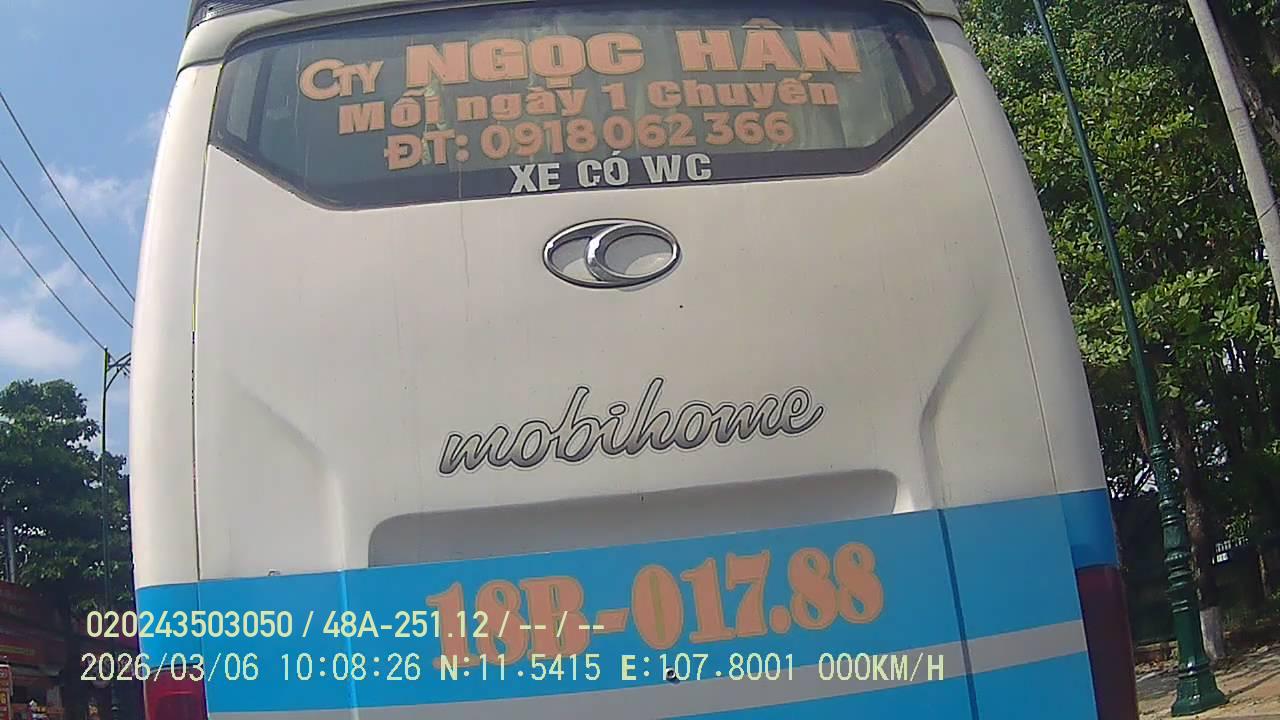 CTY NGỌC HÂN
Mỗi ngày 1 Chuyến
ĐT: 0918 062 366
XE CÓ WC
mobihome
18B-017.88
020243503050 / 48A-251.12 / -- / --
2026/03/06 10:08:26 N:11.5415 E:107.8001 000KM/H